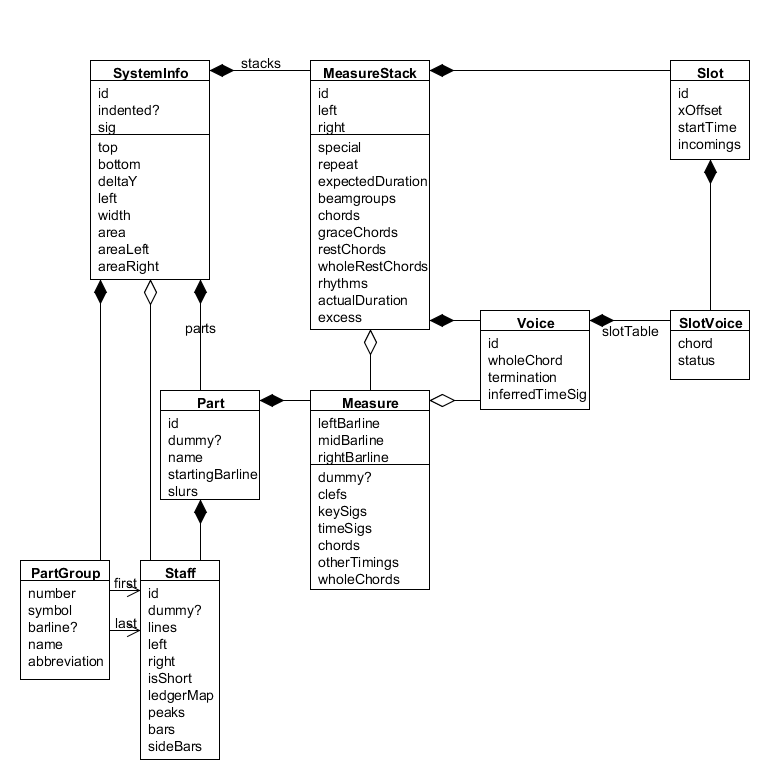 SystemInfo
id
indented?
sig
top
bottom
deltaY
left
width
area
areaLeft
areaRight
stacks
MeasureStack
id
left
right
special
repeat
expectedDuration
beamgroups
chords
graceChords
restChords
wholeRestChords
rhythms
actualDuration
excess
Slot
id
xOffset
startTime
incomings
parts
Voice
id
wholeChord
termination
inferredTimeSig
slotTable
SlotVoice
chord
status
Part
id
dummy?
name
startingBarline
slurs
Measure
leftBarline
midBarline
rightBarline
dummy?
clefs
keySigs
timeSigs
chords
otherTimings
wholeChords
PartGroup
number
symbol
barline?
name
abbreviation
first
last
Staff
id
dummy?
lines
left
right
isShort
ledgerMap
peaks
bars
sideBars